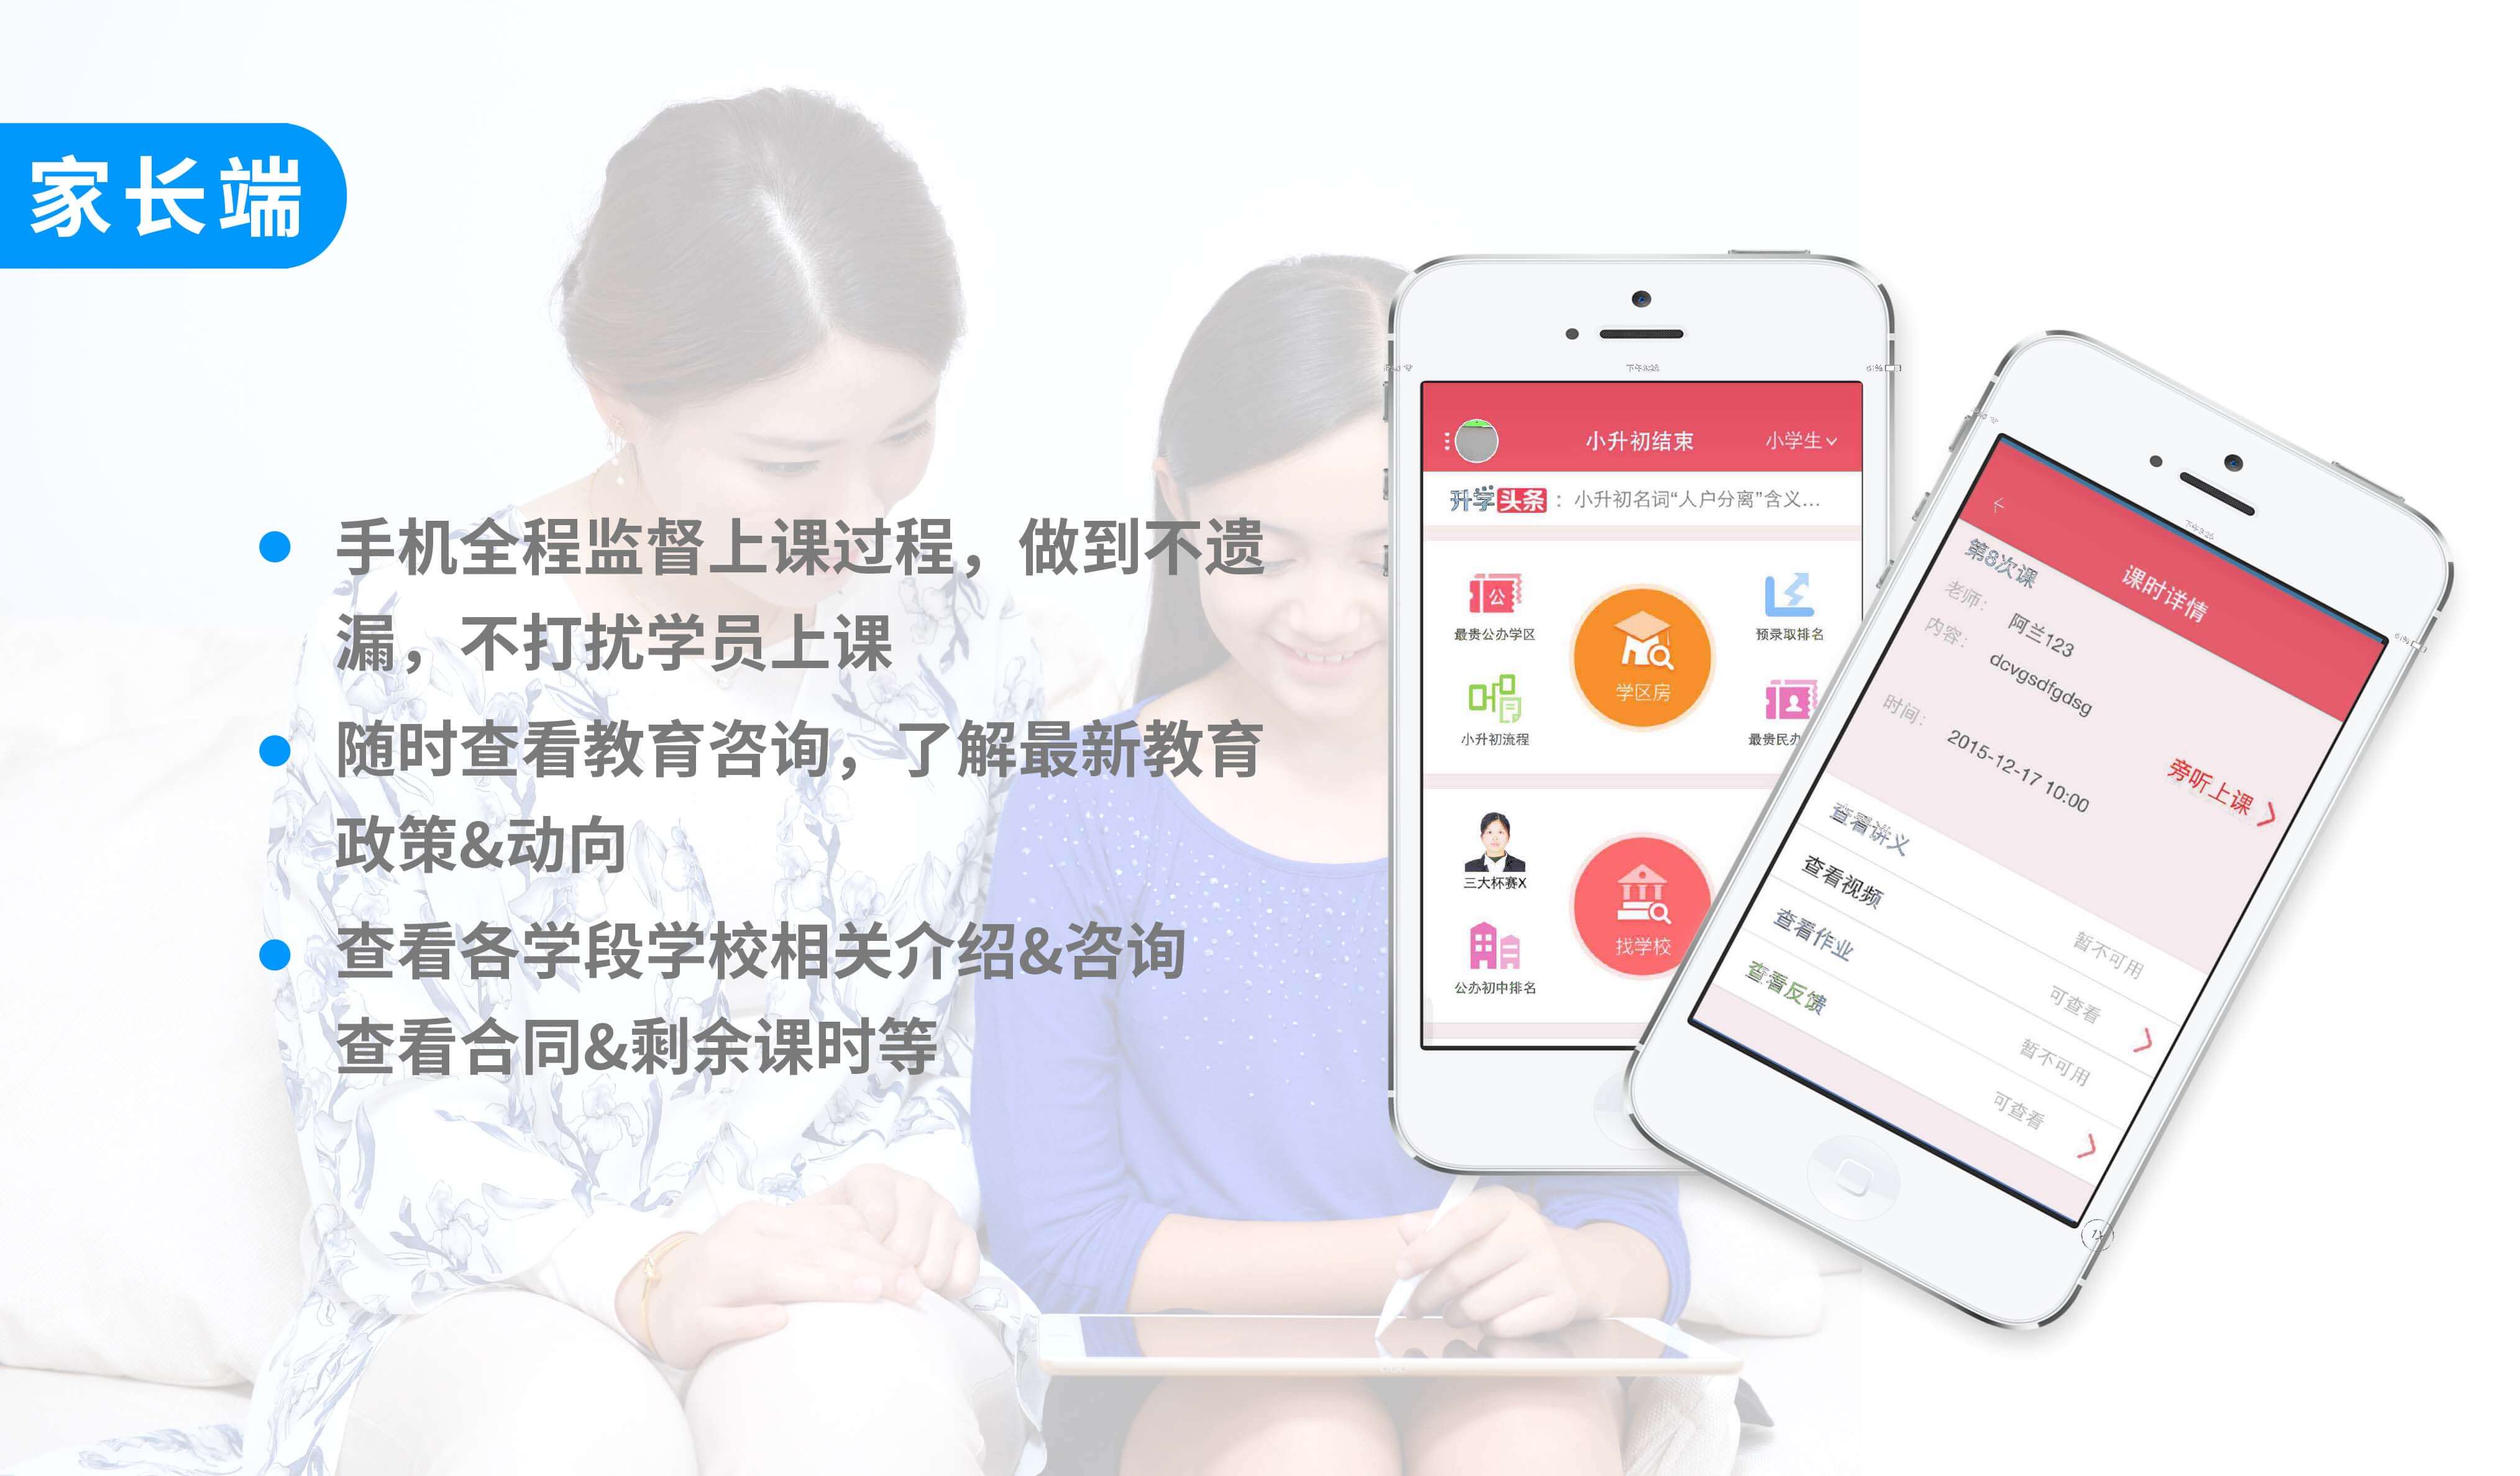 家长端
手机全程监督上课过程，做到不遗
漏，不打扰学员上课
随时查看教育咨询，了解最新教育
政策&动向
查看各学段学校相关介绍&咨询
查看合同&剩余课时等
小升初结束
小学生
升学头条：小升初名词“人户分离”含义...
最贵公办学区
公
学区房
预录取排名
小升初流程
最贵民办
三大杯赛X
找学校
公办初中排名
课时详情
第8次课
老师： 阿兰123
内容： dcvgsdfgdsg
时间： 2015-12-17 10:00
旁听上课
查看讲义 暂不可用
查看视频 可查看
查看作业 暂不可用
查看反馈 可查看